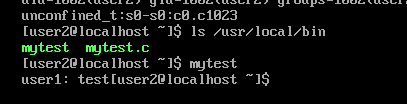 unconfined_t:s0-s0:c0.c1023
[user2@localhost ~]$ ls /usr/local/bin
mytest mytest.c
[user2@localhost ~]$ mytest
user1: test[user2@localhost ~]$